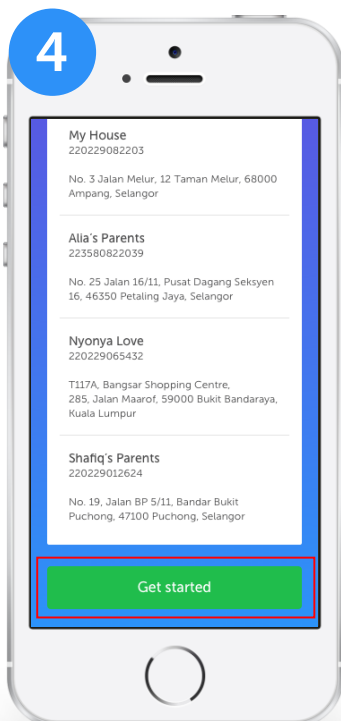 4
My House
220229082203
No. 3 Jalan Melur, 12 Taman Melur, 68000
Ampang, Selangor
Alia's Parents
223580822039
No. 25 Jalan 16/11, Pusat Dagang Seksyen
16, 46350 Petaling Jaya, Selangor
Nyonya Love
220229065432
T117A, Bangsar Shopping Centre,
285, Jalan Maarof, 59000 Bukit Bandaraya,
Kuala Lumpur
Shafiq's Parents
220229012624
No. 19, Jalan BP 5/11, Bandar Bukit
Puchong, 47100 Puchong, Selangor
Get started